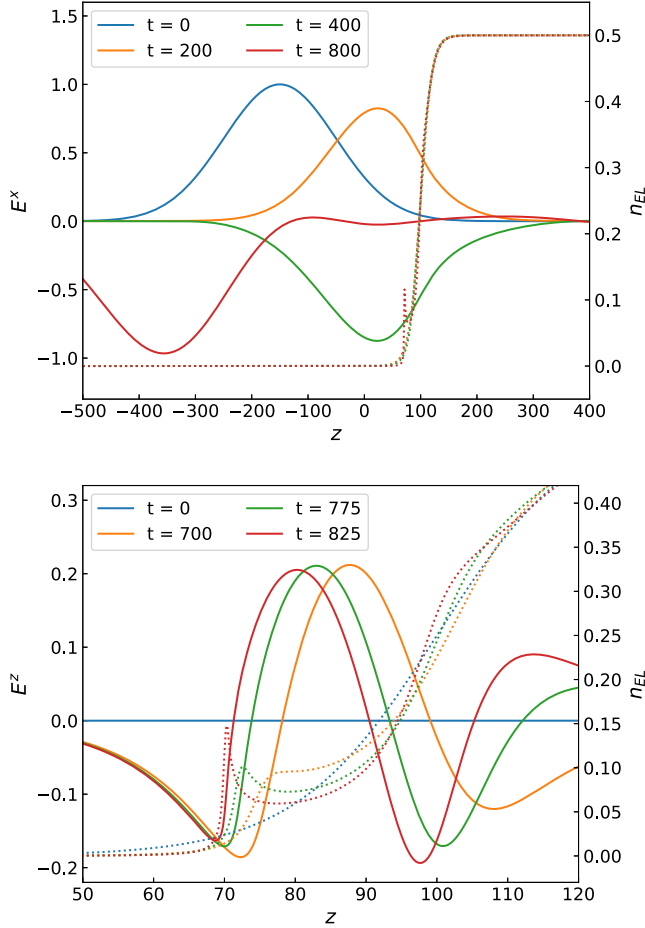 t = 0
t = 400
t = 200
t = 800
1.5
1.0
0.5
0.0
−0.5
−1.0
E^x
0.5
0.4
0.3
0.2
0.1
0.0
n_EL
−500 −400 −300 −200 −100 0 100 200 300 400
z
t = 0
t = 775
t = 700
t = 825
0.3
0.2
0.1
0.0
−0.1
−0.2
E^z
0.40
0.35
0.30
0.25
0.20
0.15
0.10
0.05
0.00
n_EL
50 60 70 80 90 100 110 120
z